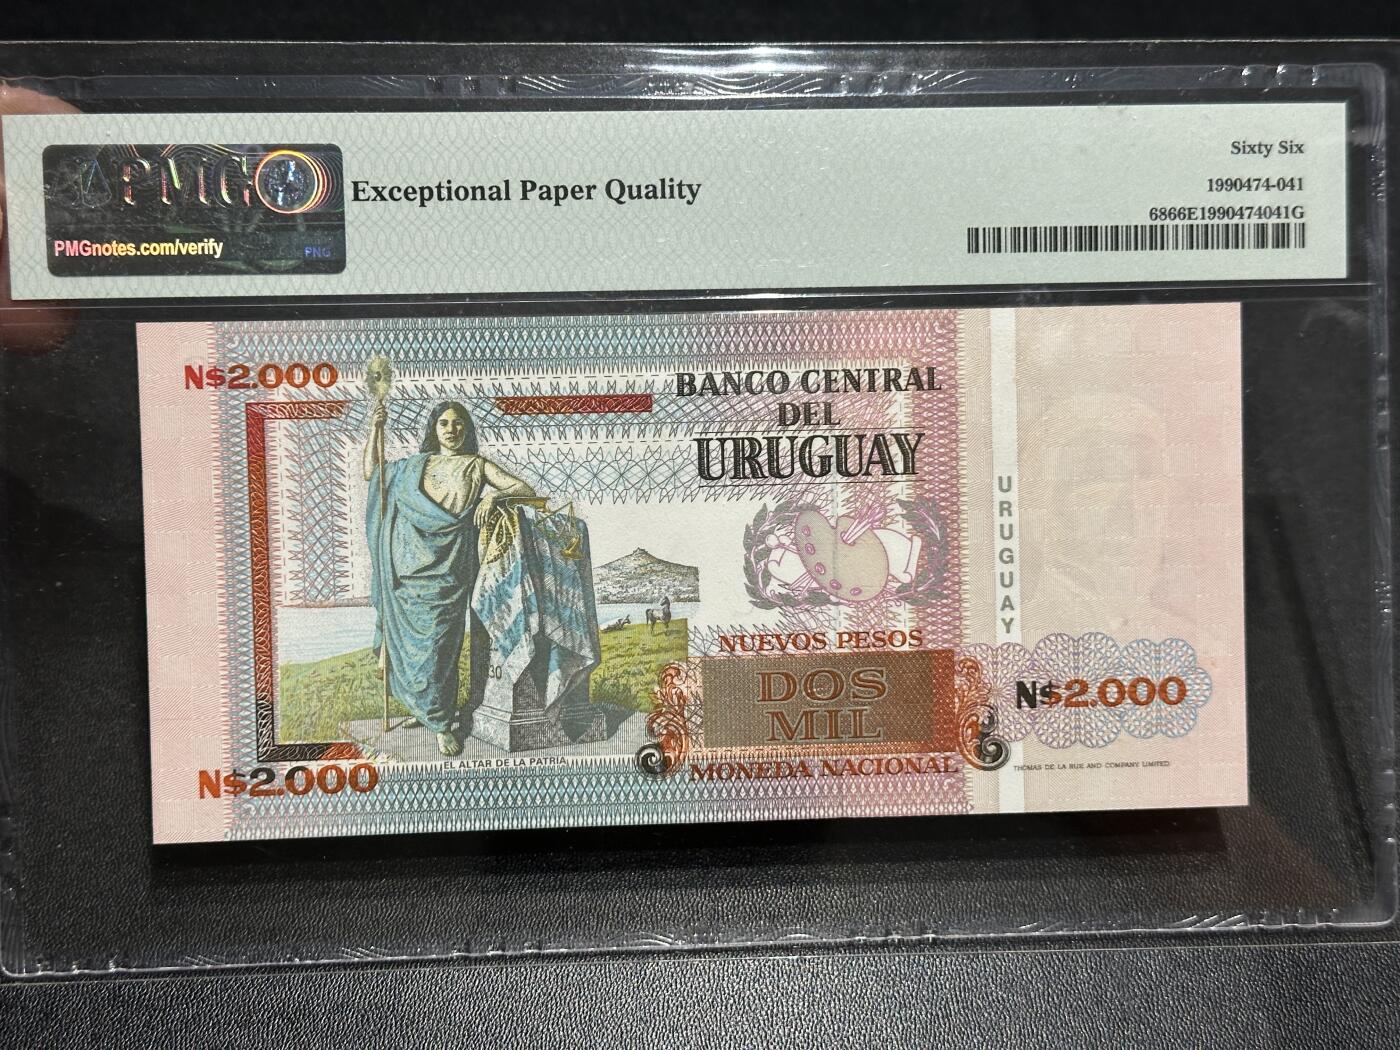 PMG
PMGnotes.com/verify
PNG
Exceptional Paper Quality
Sixty Six
1990474-041
6866E1990474041G
N$2.000
BANCO CENTRAL
DEL
URUGUAY
URUGUAY
30
NUEVOS PESOS
DOS
MIL
MONEDA NACIONAL
N$2.000
EL ALTAR DE LA PATRIA
N$2.000
THOMAS DE LA RUE AND COMPANY LIMITED